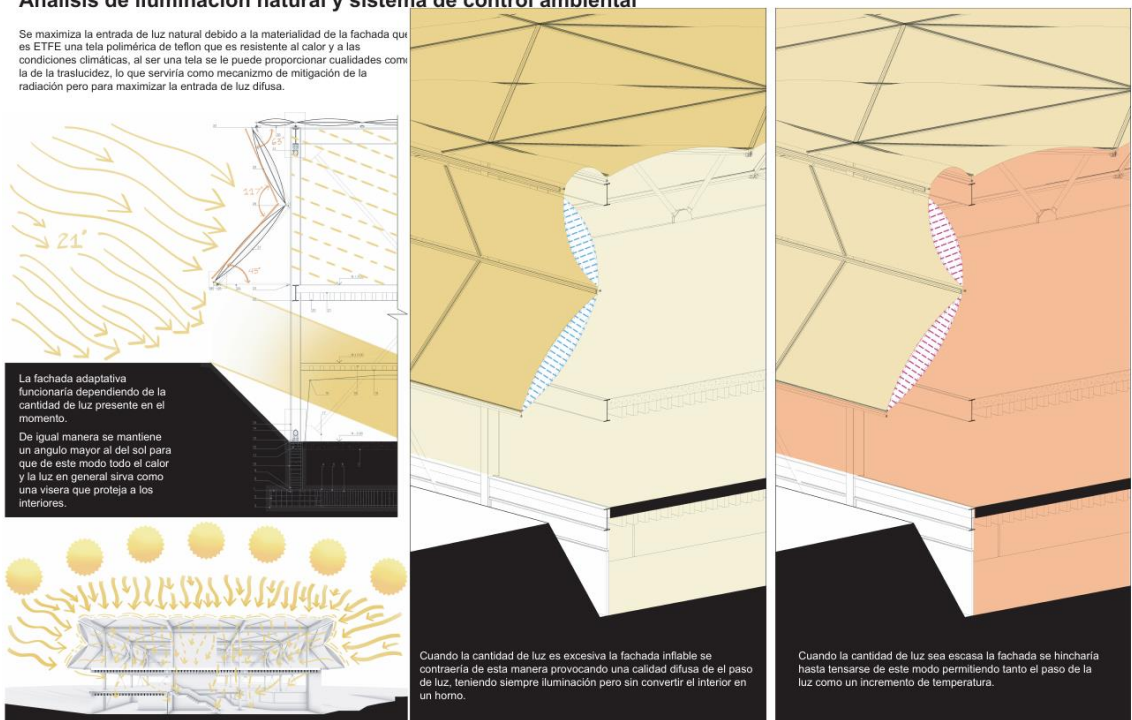 Análisis de iluminación natural y sistema de control ambiental
Se maximiza la entrada de luz natural debido a la materialidad de la fachada que
es ETFE una tela polimérica de teflon que es resistente al calor y a las
condiciones climáticas, al ser una tela se le puede proporcionar cualidades como
la de la traslucidez, lo que serviría como mecanizmo de mitigación de la
radiación pero para maximizar la entrada de luz difusa.
63°
117°
21°
43°
La fachada adaptativa
funcionaría dependiendo de la
cantidad de luz presente en el
momento.
De igual manera se mantiene
un angulo mayor al del sol para
que de este modo todo el calor
y la luz en general sirva como
una visera que proteja a los
interiores.
Cuando la cantidad de luz es excesiva la fachada inflable se
contraería de esta manera provocando una calidad difusa de el paso
de luz, teniendo siempre iluminación pero sin convertir el interior en
un horno.
Cuando la cantidad de luz sea escasa la fachada se hincharía
hasta tensarse de este modo permitiendo tanto el paso de la
luz como un incremento de temperatura.